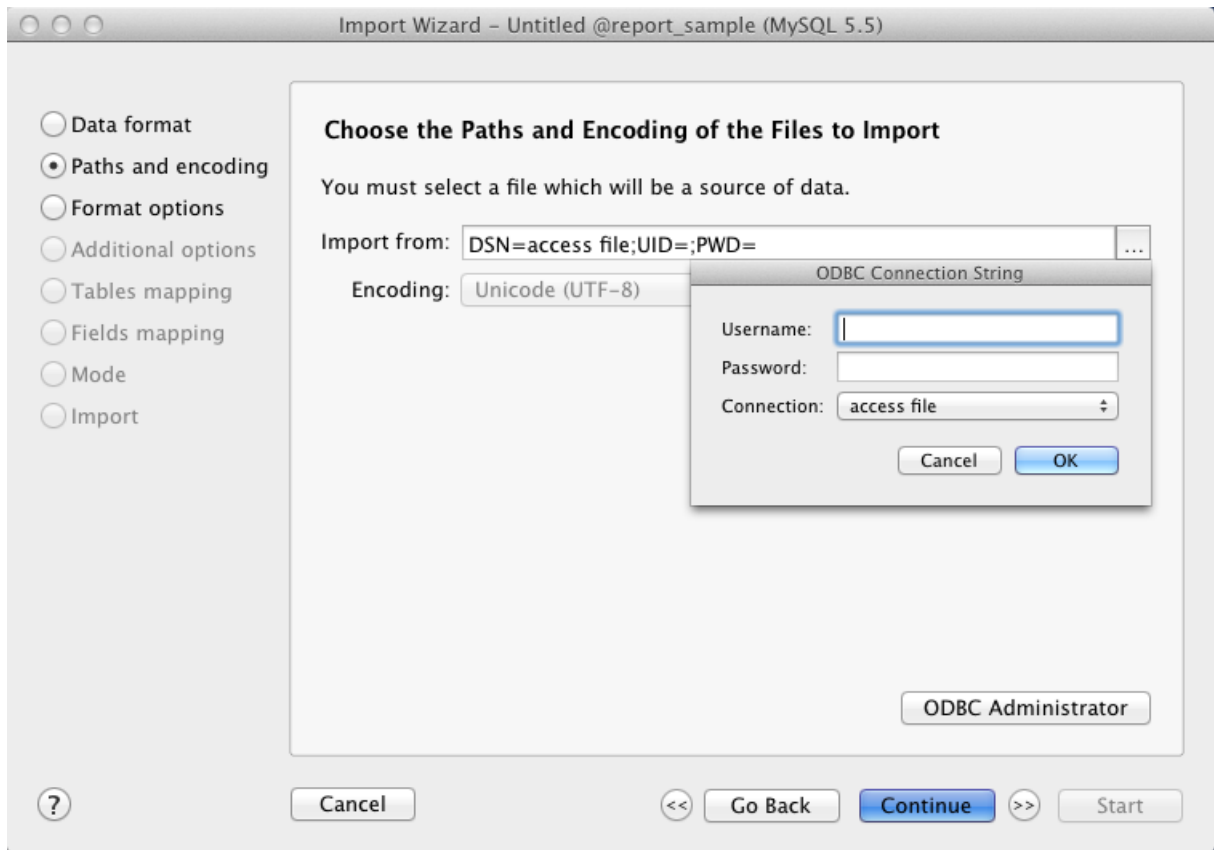 Import Wizard – Untitled @report_sample (MySQL 5.5)
Data format
Paths and encoding
Format options
Additional options
Tables mapping
Fields mapping
Mode
Import
Choose the Paths and Encoding of the Files to Import
You must select a file which will be a source of data.
Import from: DSN=access file;UID=;PWD= ...
Encoding: Unicode (UTF-8)
ODBC Connection String
Username:
Password:
Connection: access file
Cancel OK
ODBC Administrator
? Cancel << Go Back Continue >> Start